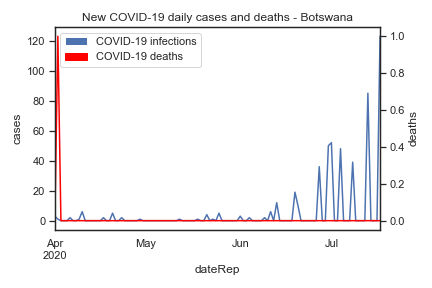 New COVID-19 daily cases and deaths - Botswana
COVID-19 infections
COVID-19 deaths
cases
120
100
80
60
40
20
0
deaths
1.0
0.8
0.6
0.4
0.2
0.0
Apr
2020
May
Jun
Jul
dateRep